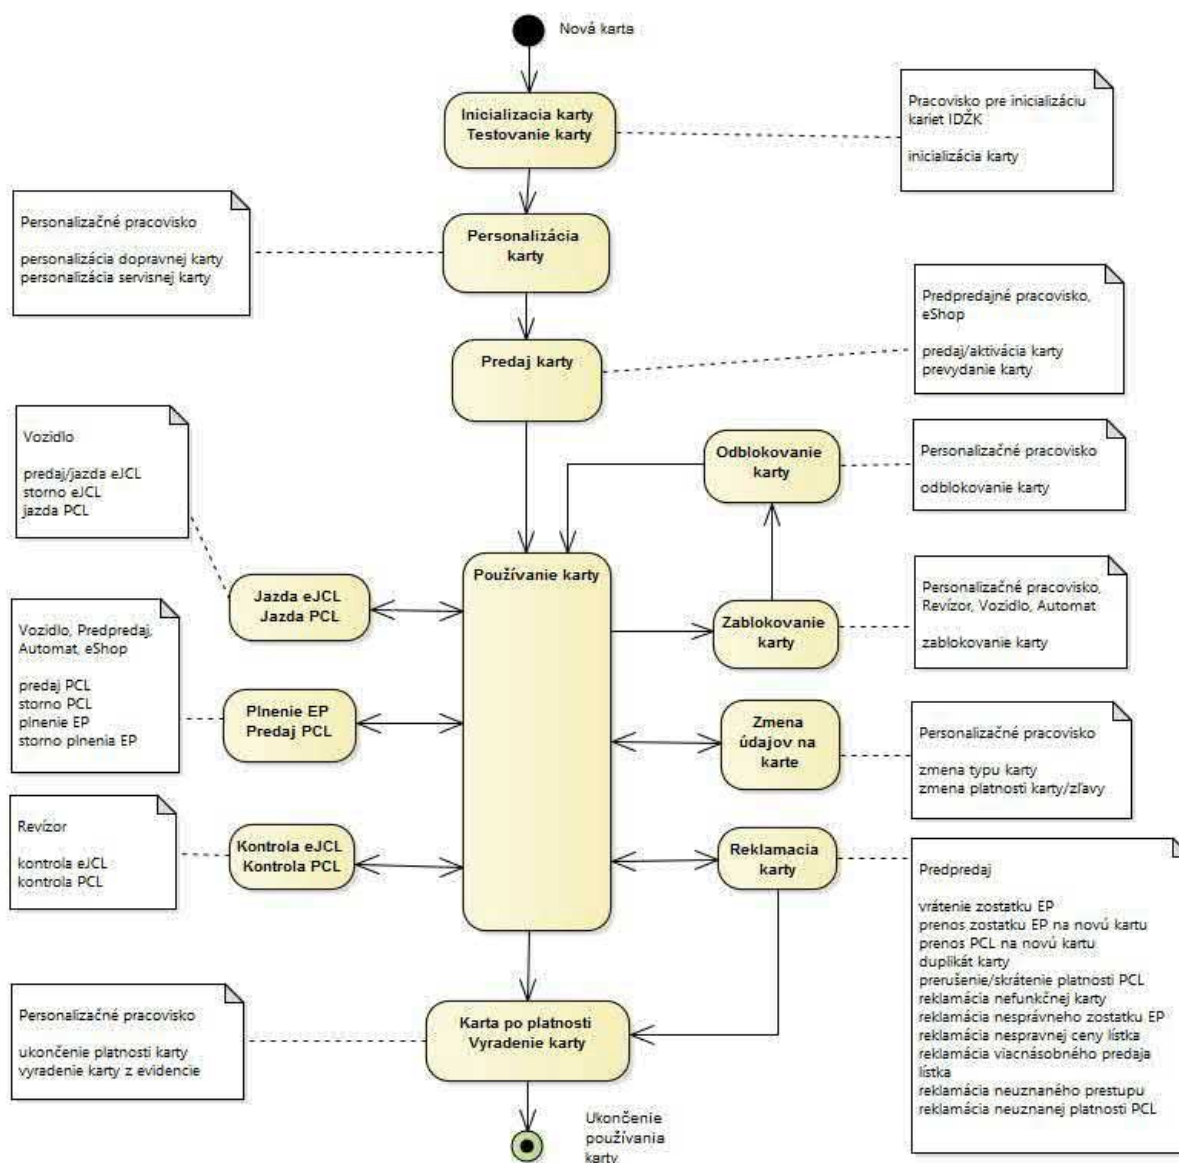 Nová karta
Inicializacia karty
Testovanie karty
Pracovisko pre inicializáciu
kariet IDŽK
inicializácia karty
Personalizačné pracovisko
personalizácia dopravnej karty
personalizácia servisnej karty
Personalizácia
karty
Predpredajné pracovisko,
eShop
predaj/aktivácia karty
prevydanie karty
Predaj karty
Vozidlo
predaj/jazda eJCL
storno eJCL
jazda PCL
Odblokovanie
karty
Personalizačné pracovisko
odblokovanie karty
Používanie karty
Jazda eJCL
Jazda PCL
Zablokovanie
karty
Personalizačné pracovisko,
Revízor, Vozidlo, Automat
zablokovanie karty
Vozidlo, Predpredaj,
Automat, eShop
predaj PCL
storno PCL
plnenie EP
storno plnenia EP
Plnenie EP
Predaj PCL
Zmena
údajov na
karte
Personalizačné pracovisko
zmena typu karty
zmena platnosti karty/zľavy
Revízor
kontrola eJCL
kontrola PCL
Kontrola eJCL
Kontrola PCL
Reklamacia
karty
Predpredaj
vrátenie zostatku EP
prenos zostatku EP na novú kartu
prenos PCL na novú kartu
duplikát karty
prerušenie/skrátenie platnosti PCL
reklamácia nefunkčnej karty
reklamácia nesprávneho zostatku EP
reklamácia nespravnej ceny lístka
reklamácia viacnásobného predaja
lístka
reklamácia neuznaného prestupu
reklamácia neuznanej platnosti PCL
Personalizačné pracovisko
ukončenie platnosti karty
vyradenie karty z evidencie
Karta po platnosti
Vyradenie karty
Ukončenie
používania
karty